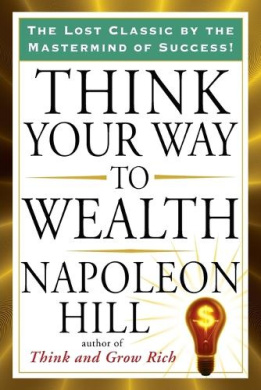 The Lost Classic by the
Mastermind of Success!
THINK
YOUR WAY
TO
WEALTH
NAPOLEON
HILL
author of
Think and Grow Rich
$